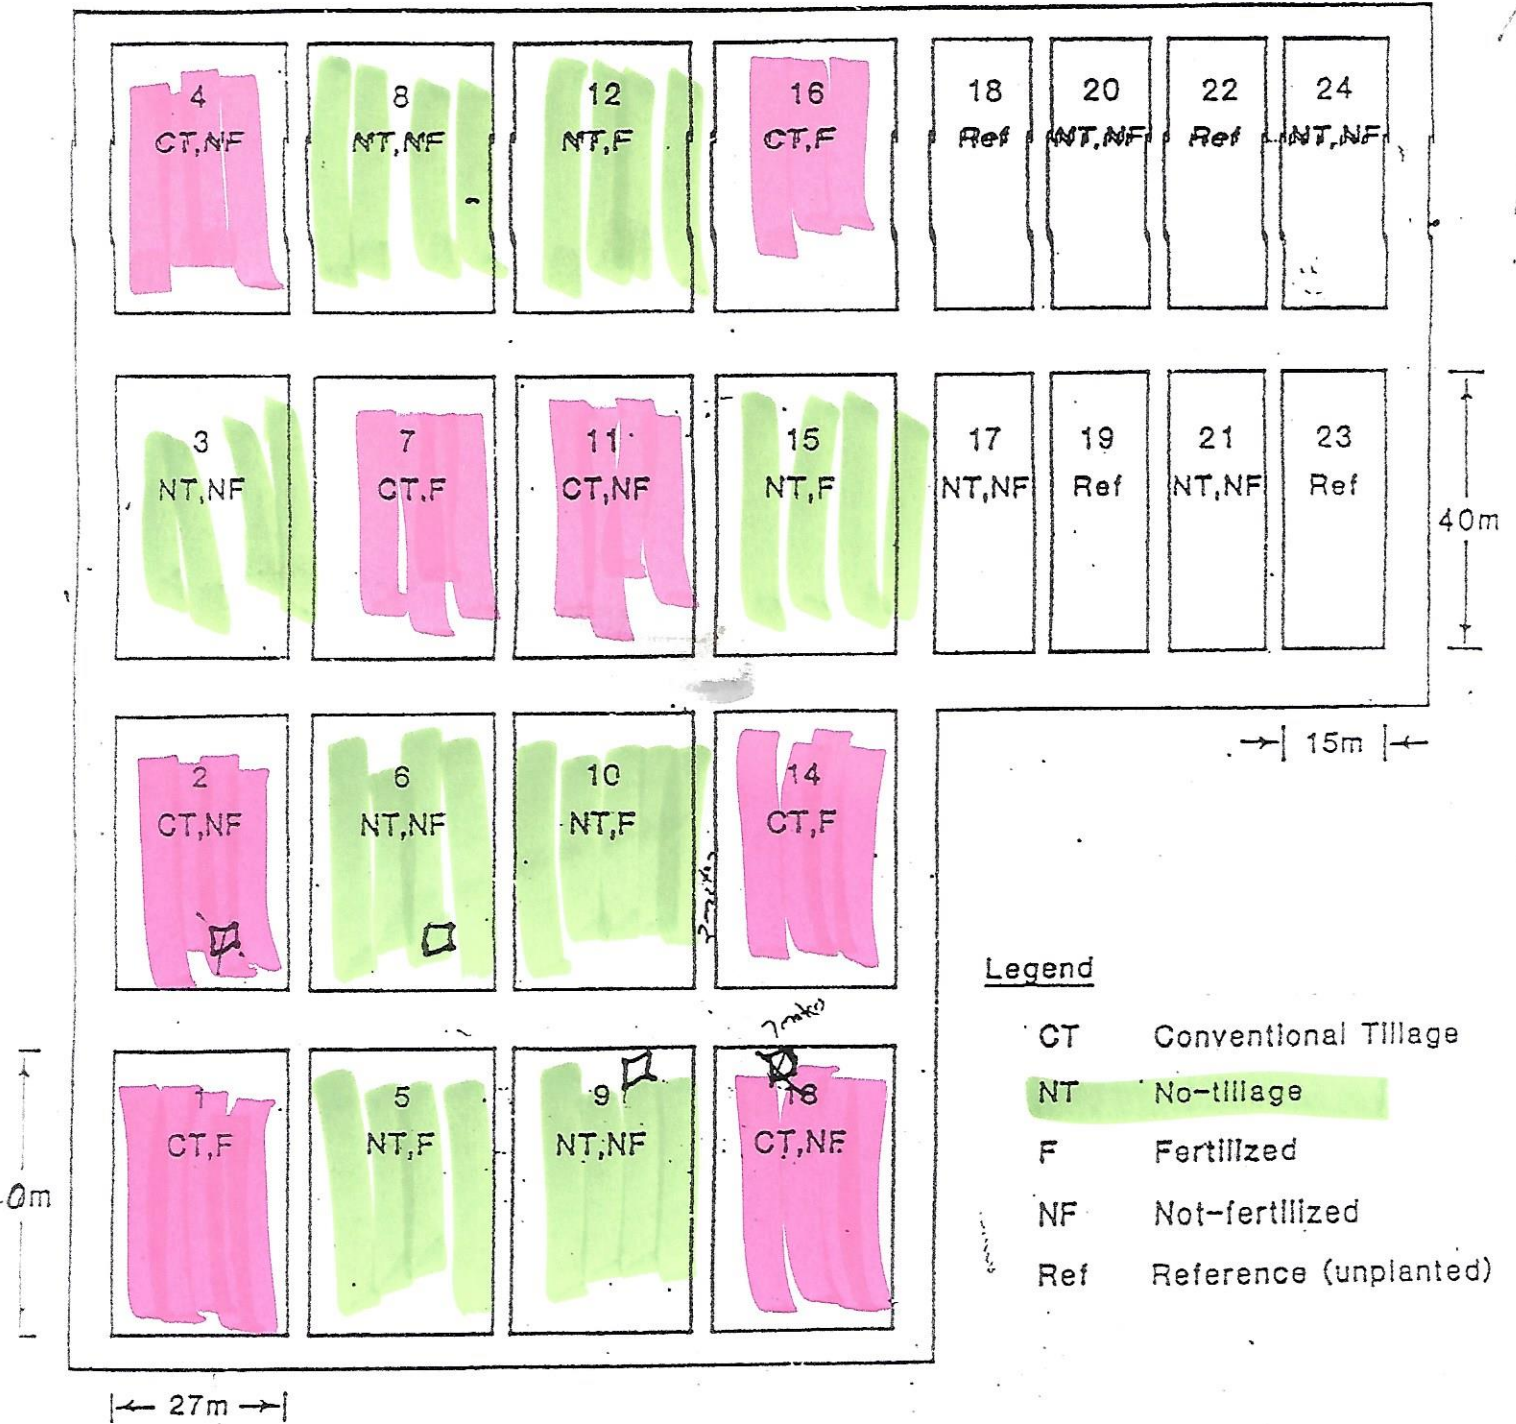 4 8 12 16 18 20 22 24
CT,NF NT,NF NT,F CT,F Ref NT,NF Ref NT,NF
3 7 11 15 17 19 21 23
NT,NF CT,F CT,NF NT,F NT,NF Ref NT,NF Ref
40m
15m
2 6 10 14
CT,NF NT,NF NT,F CT,F
1 5 9 13
CT,F NT,F NT,NF CT,NF
0m
27m
Legend
CT Conventional Tillage
NT No-tillage
F Fertilized
NF Not-fertilized
Ref Reference (unplanted)